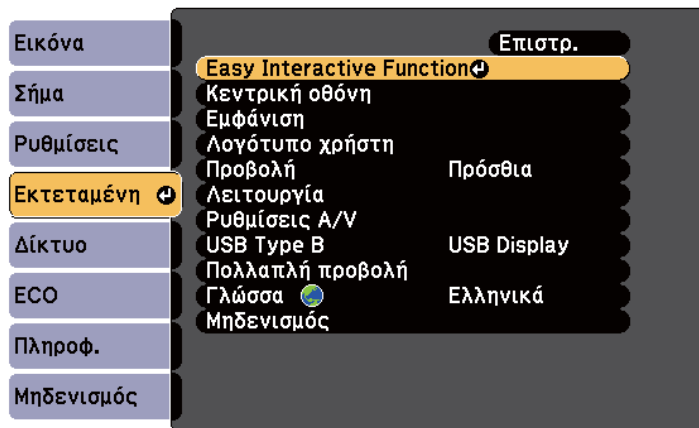 Εικόνα
Σήμα
Ρυθμίσεις
Εκτεταμένη
Δίκτυο
ECO
Πληροφ.
Μηδενισμός
Επιστρ.
Easy Interactive Function
Κεντρική οθόνη
Εμφάνιση
Λογότυπο χρήστη
Προβολή Πρόσθια
Λειτουργία
Ρυθμίσεις A/V
USB Type B USB Display
Πολλαπλή προβολή
Γλώσσα Ελληνικά
Μηδενισμός